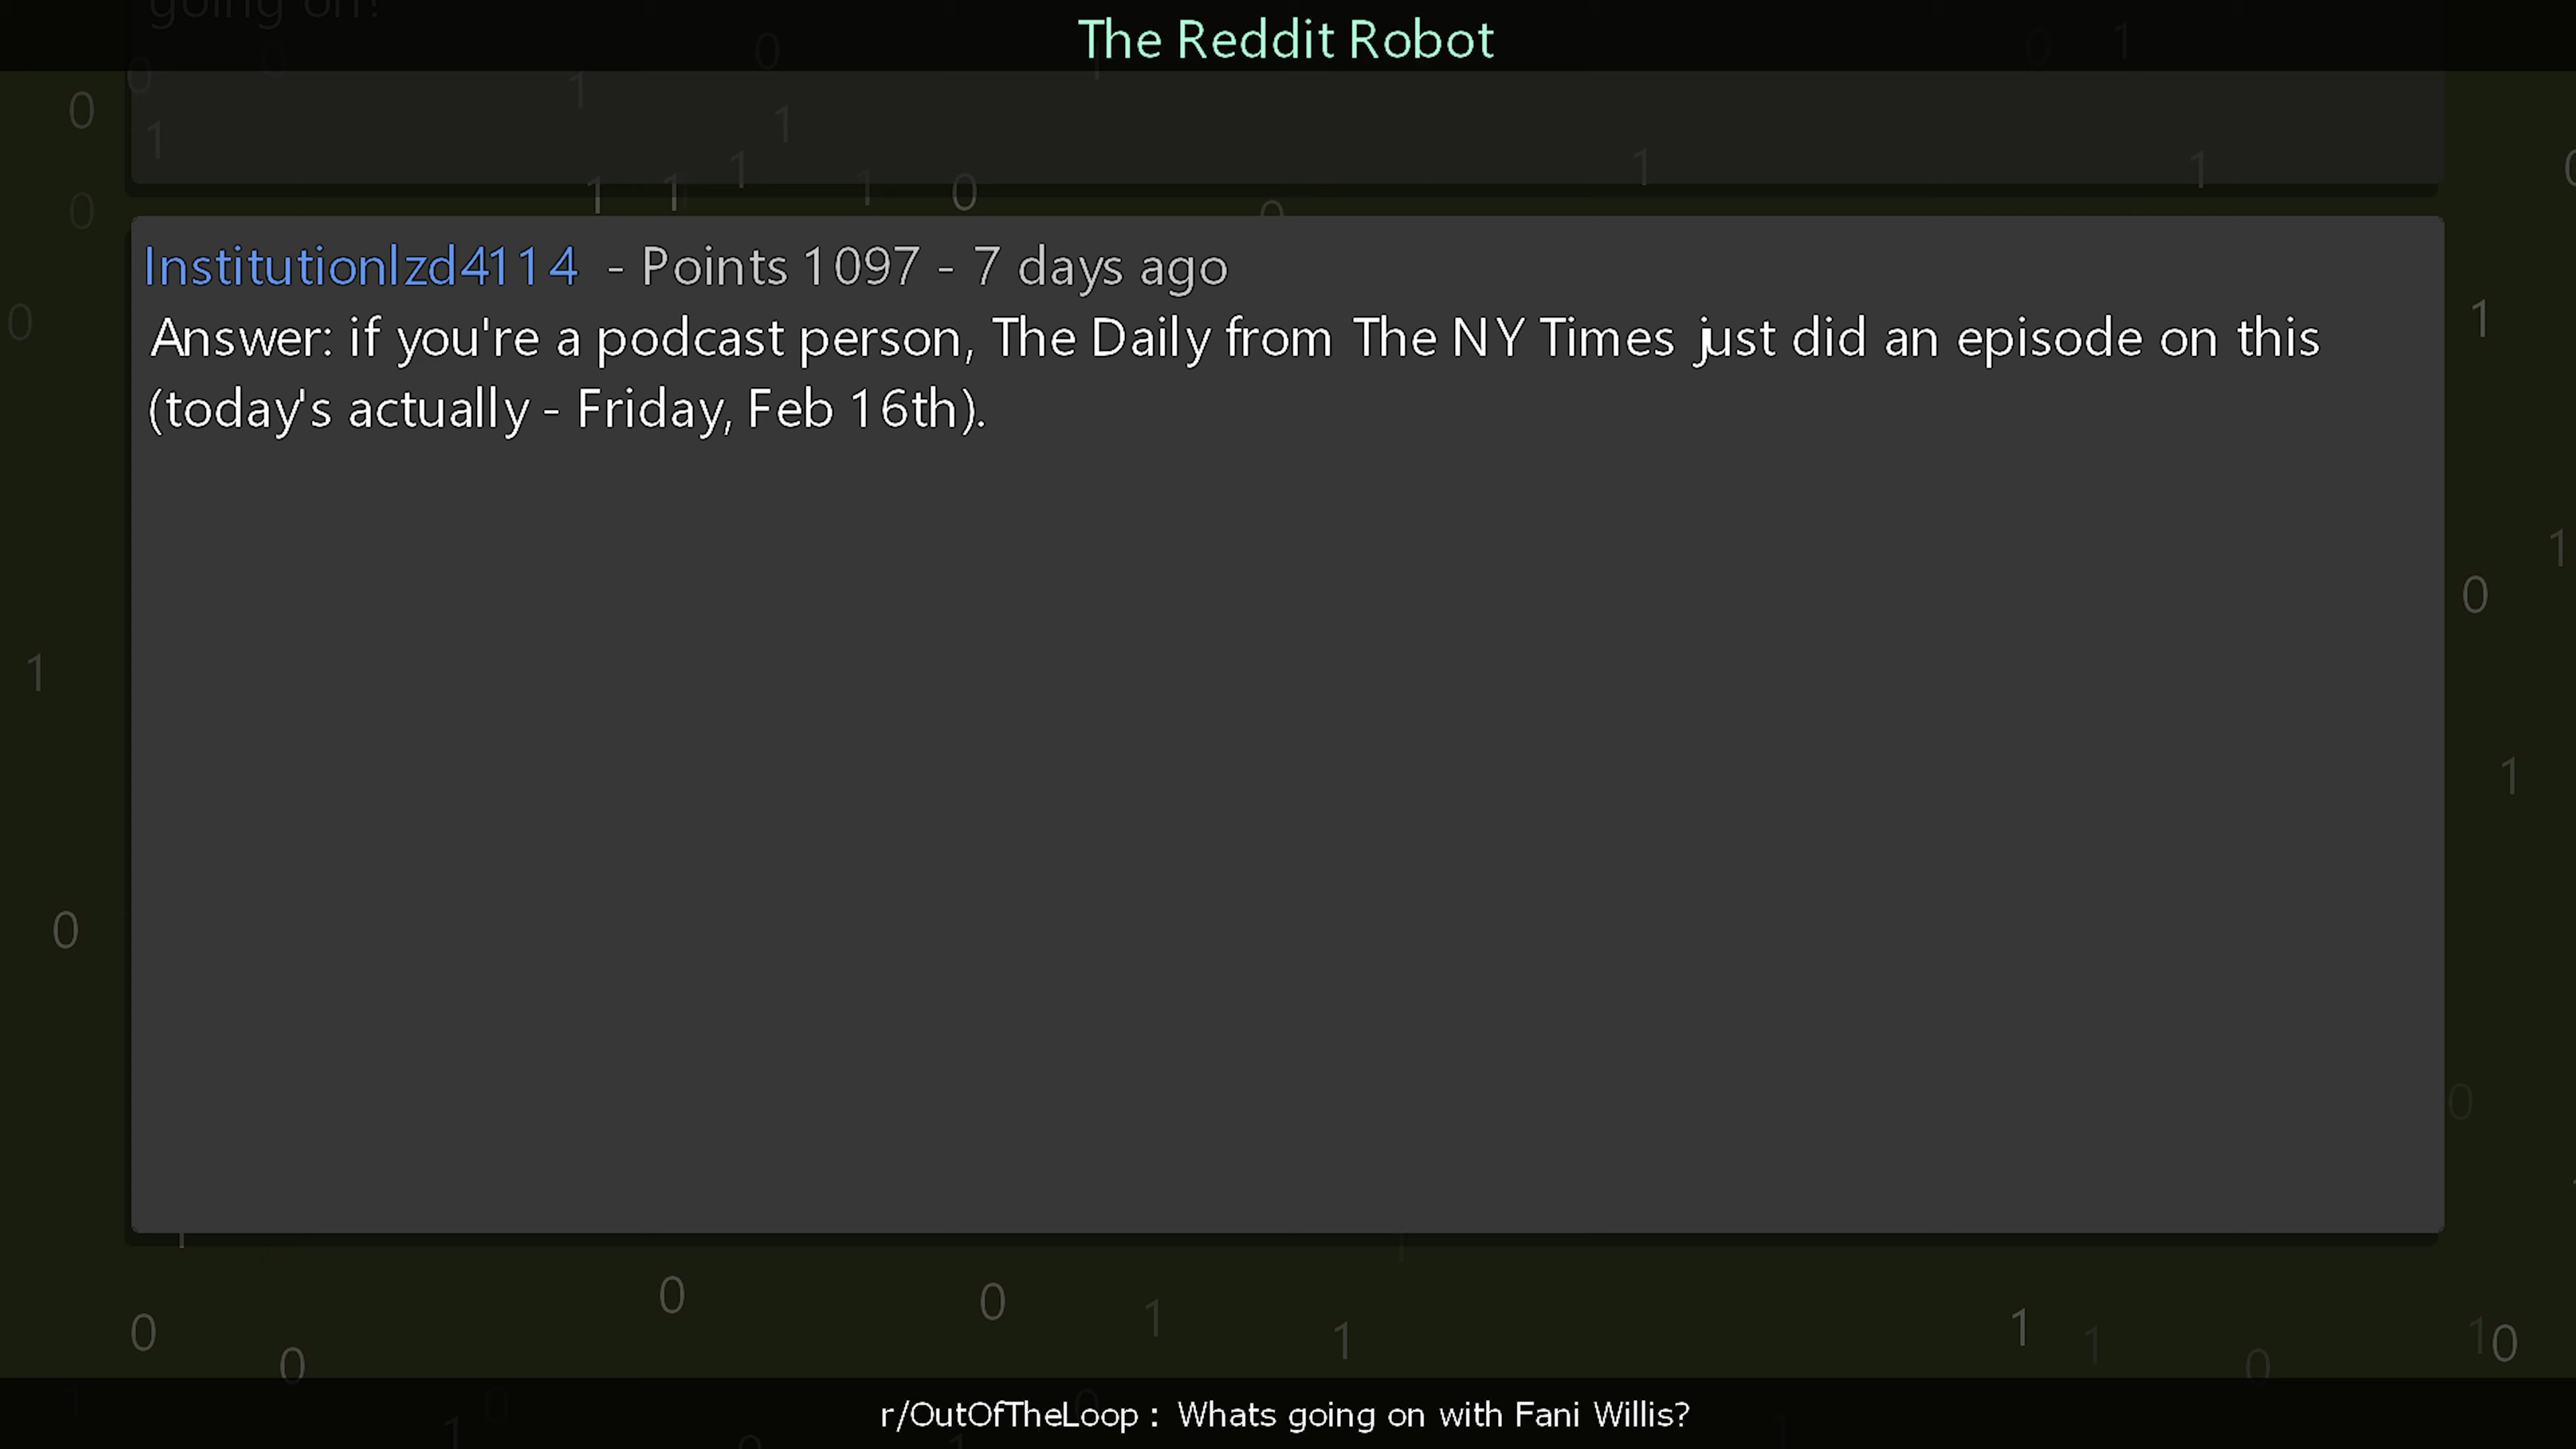 going on?
The Reddit Robot
Institutionlzd4114 - Points 1097 - 7 days ago
Answer: if you're a podcast person, The Daily from The NY Times just did an episode on this
(today's actually - Friday, Feb 16th).
r/OutOfTheLoop : Whats going on with Fani Willis?